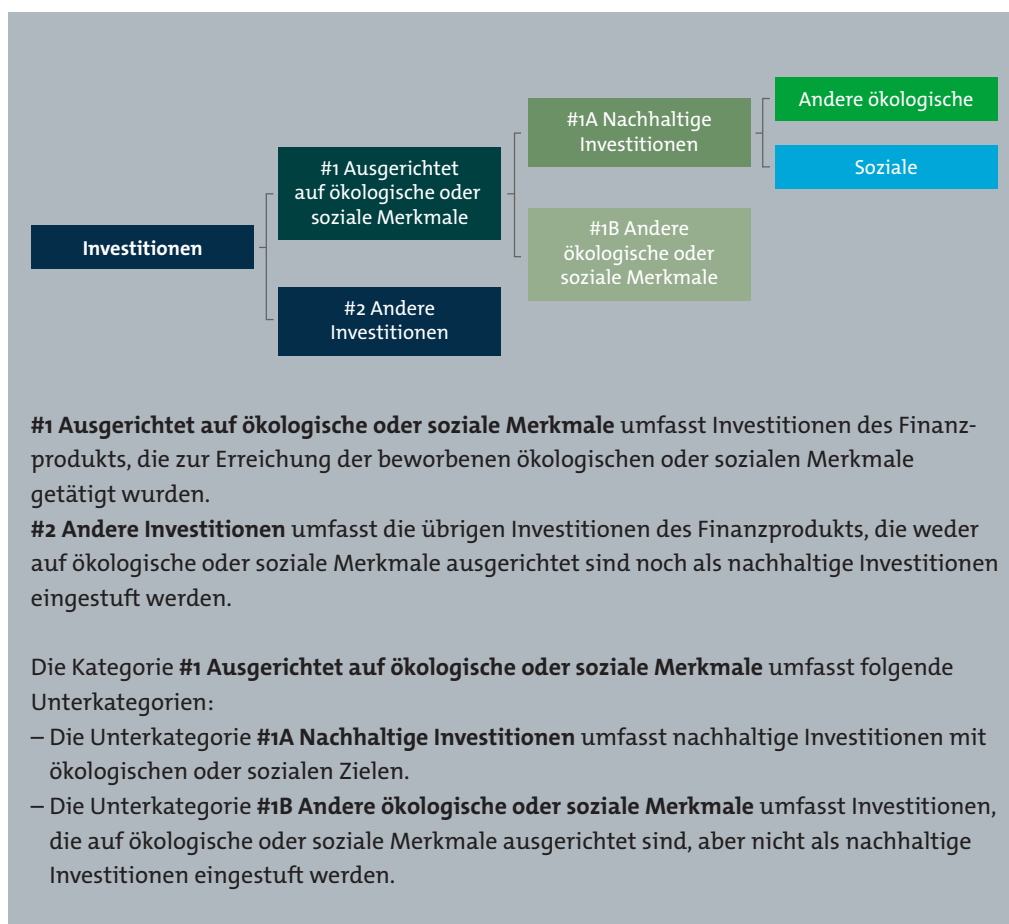 Investitionen
#1 Ausgerichtet
auf ökologische oder
soziale Merkmale
#2 Andere
Investitionen
#1A Nachhaltige
Investitionen
#1B Andere
ökologische oder
soziale Merkmale
Andere ökologische
Soziale
#1 Ausgerichtet auf ökologische oder soziale Merkmale umfasst Investitionen des Finanz-
produkts, die zur Erreichung der beworbenen ökologischen oder sozialen Merkmale
getätigt wurden.
#2 Andere Investitionen umfasst die übrigen Investitionen des Finanzprodukts, die weder
auf ökologische oder soziale Merkmale ausgerichtet sind noch als nachhaltige Investitionen
eingestuft werden.
Die Kategorie #1 Ausgerichtet auf ökologische oder soziale Merkmale umfasst folgende
Unterkategorien:
– Die Unterkategorie #1A Nachhaltige Investitionen umfasst nachhaltige Investitionen mit
ökologischen oder sozialen Zielen.
– Die Unterkategorie #1B Andere ökologische oder soziale Merkmale umfasst Investitionen,
die auf ökologische oder soziale Merkmale ausgerichtet sind, aber nicht als nachhaltige
Investitionen eingestuft werden.